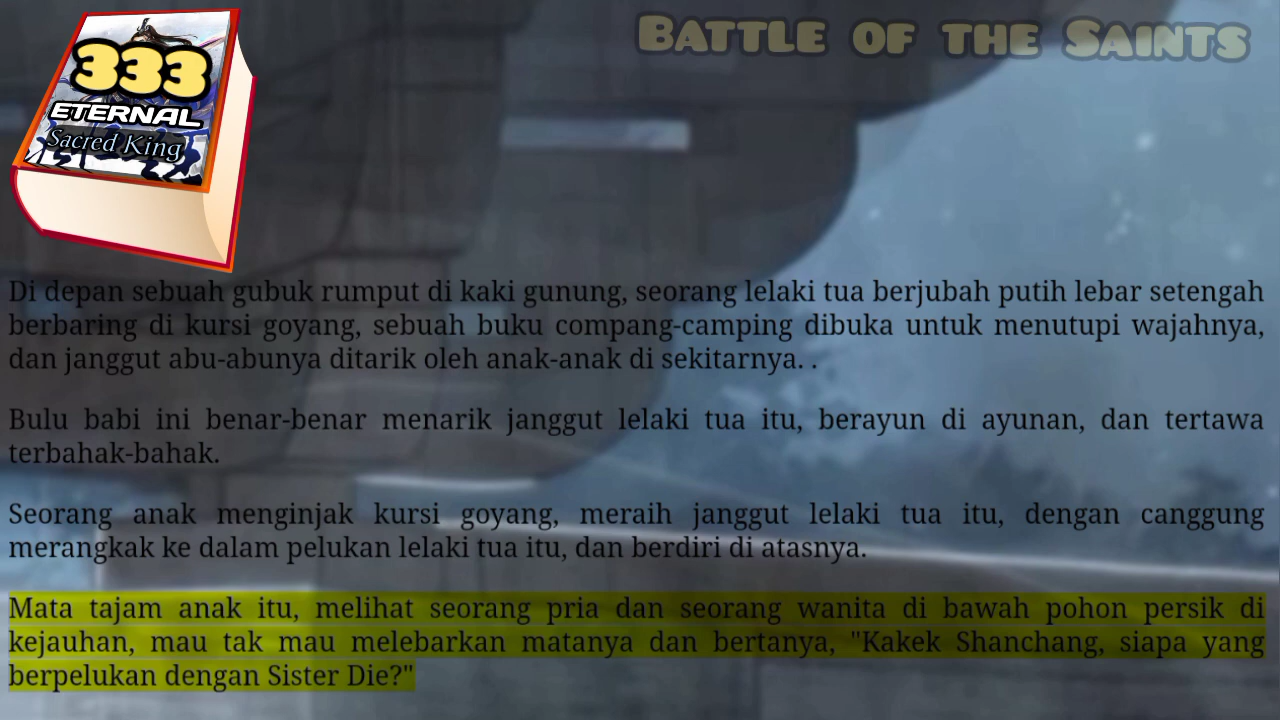 Battle of the Saints
333
ETERNAL
Sacred King
Di depan sebuah gubuk rumput di kaki gunung, seorang lelaki tua berjubah putih lebar setengah
berbaring di kursi goyang, sebuah buku compang-camping dibuka untuk menutupi wajahnya,
dan janggut abu-abunya ditarik oleh anak-anak di sekitarnya. .
Bulu babi ini benar-benar menarik janggut lelaki tua itu, berayun di ayunan, dan tertawa
terbahak-bahak.
Seorang anak menginjak kursi goyang, meraih janggut lelaki tua itu, dengan canggung
merangkak ke dalam pelukan lelaki tua itu, dan berdiri di atasnya.
Mata tajam anak itu, melihat seorang pria dan seorang wanita di bawah pohon persik di
kejauhan, mau tak mau melebarkan matanya dan bertanya, "Kakek Shanchang, siapa yang
berpelukan dengan Sister Die?"